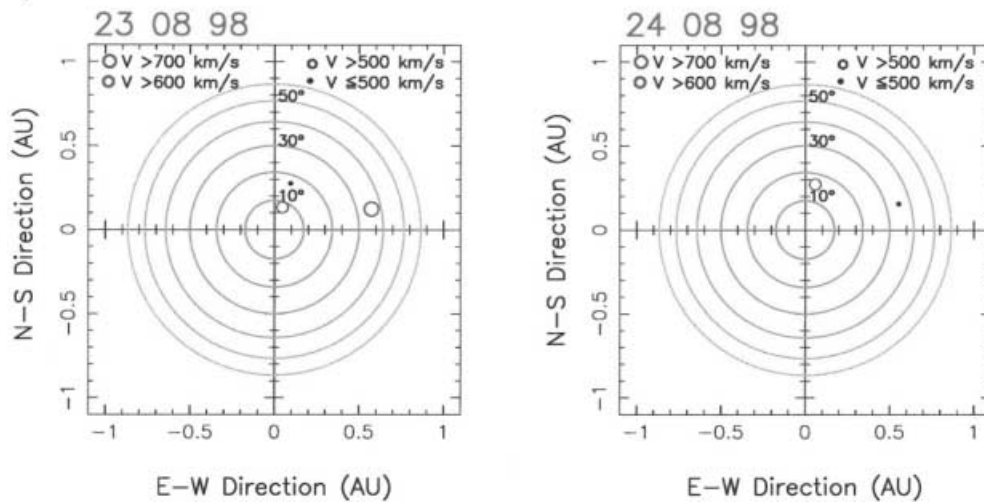 23 08 98
V >700 km/s V >500 km/s
V >600 km/s V ≤500 km/s
50°
30°
10°
N−S Direction (AU)
1
0.5
0
−0.5
−1
−1 −0.5 0 0.5 1
E−W Direction (AU)
24 08 98
V >700 km/s V >500 km/s
V >600 km/s V ≤500 km/s
50°
30°
10°
N−S Direction (AU)
1
0.5
0
−0.5
−1
−1 −0.5 0 0.5 1
E−W Direction (AU)